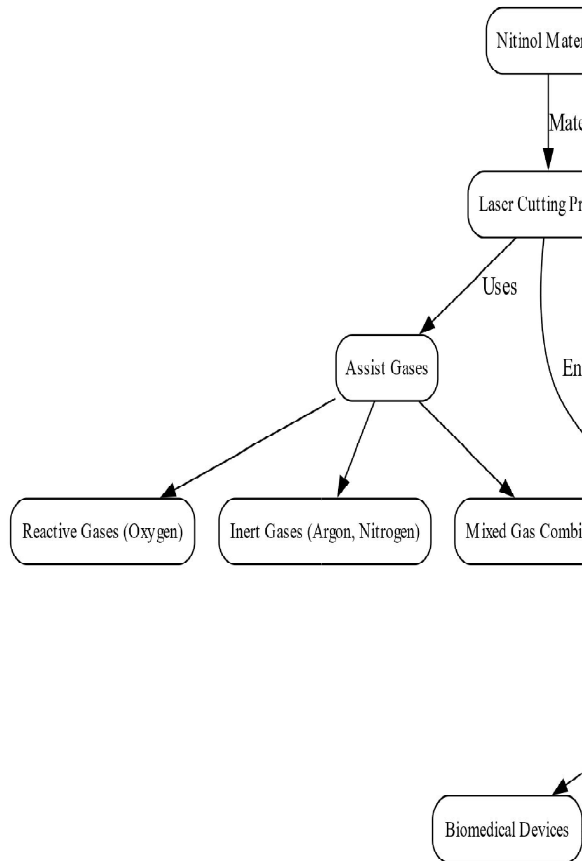 Nitinol Mater
Mate
Laser Cutting Pr
Uses
Assist Gases
En
Reactive Gases (Oxygen)
Inert Gases (Argon, Nitrogen)
Mixed Gas Combi
Biomedical Devices